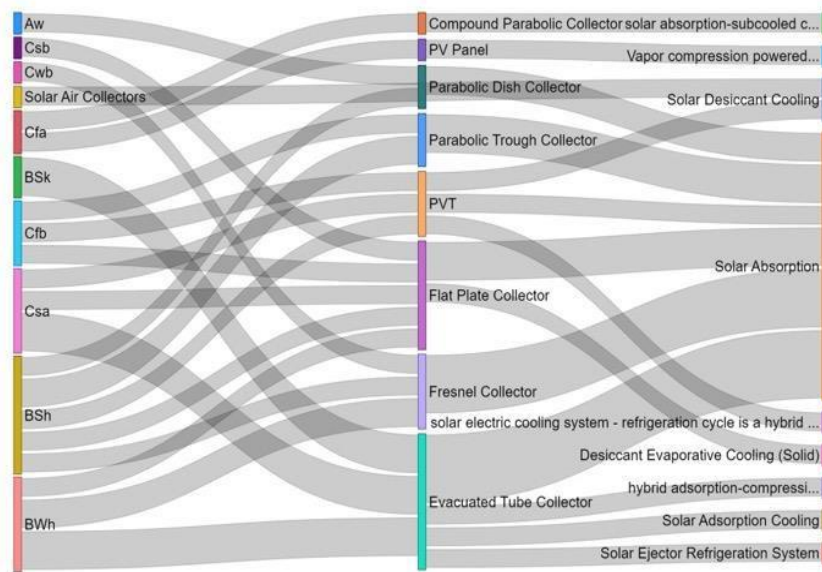 Aw
Csb
Cwb
Solar Air Collectors
Cfa
BSk
Cfb
Csa
BSh
BWh
Compound Parabolic Collector
PV Panel
Parabolic Dish Collector
Parabolic Trough Collector
PVT
Flat Plate Collector
Fresnel Collector
Evacuated Tube Collector
solar absorption-subcooled c...
Vapor compression powered...
Solar Desiccant Cooling
Solar Absorption
solar electric cooling system - refrigeration cycle is a hybrid ...
Desiccant Evaporative Cooling (Solid)
hybrid adsorption-compressi...
Solar Adsorption Cooling
Solar Ejector Refrigeration System